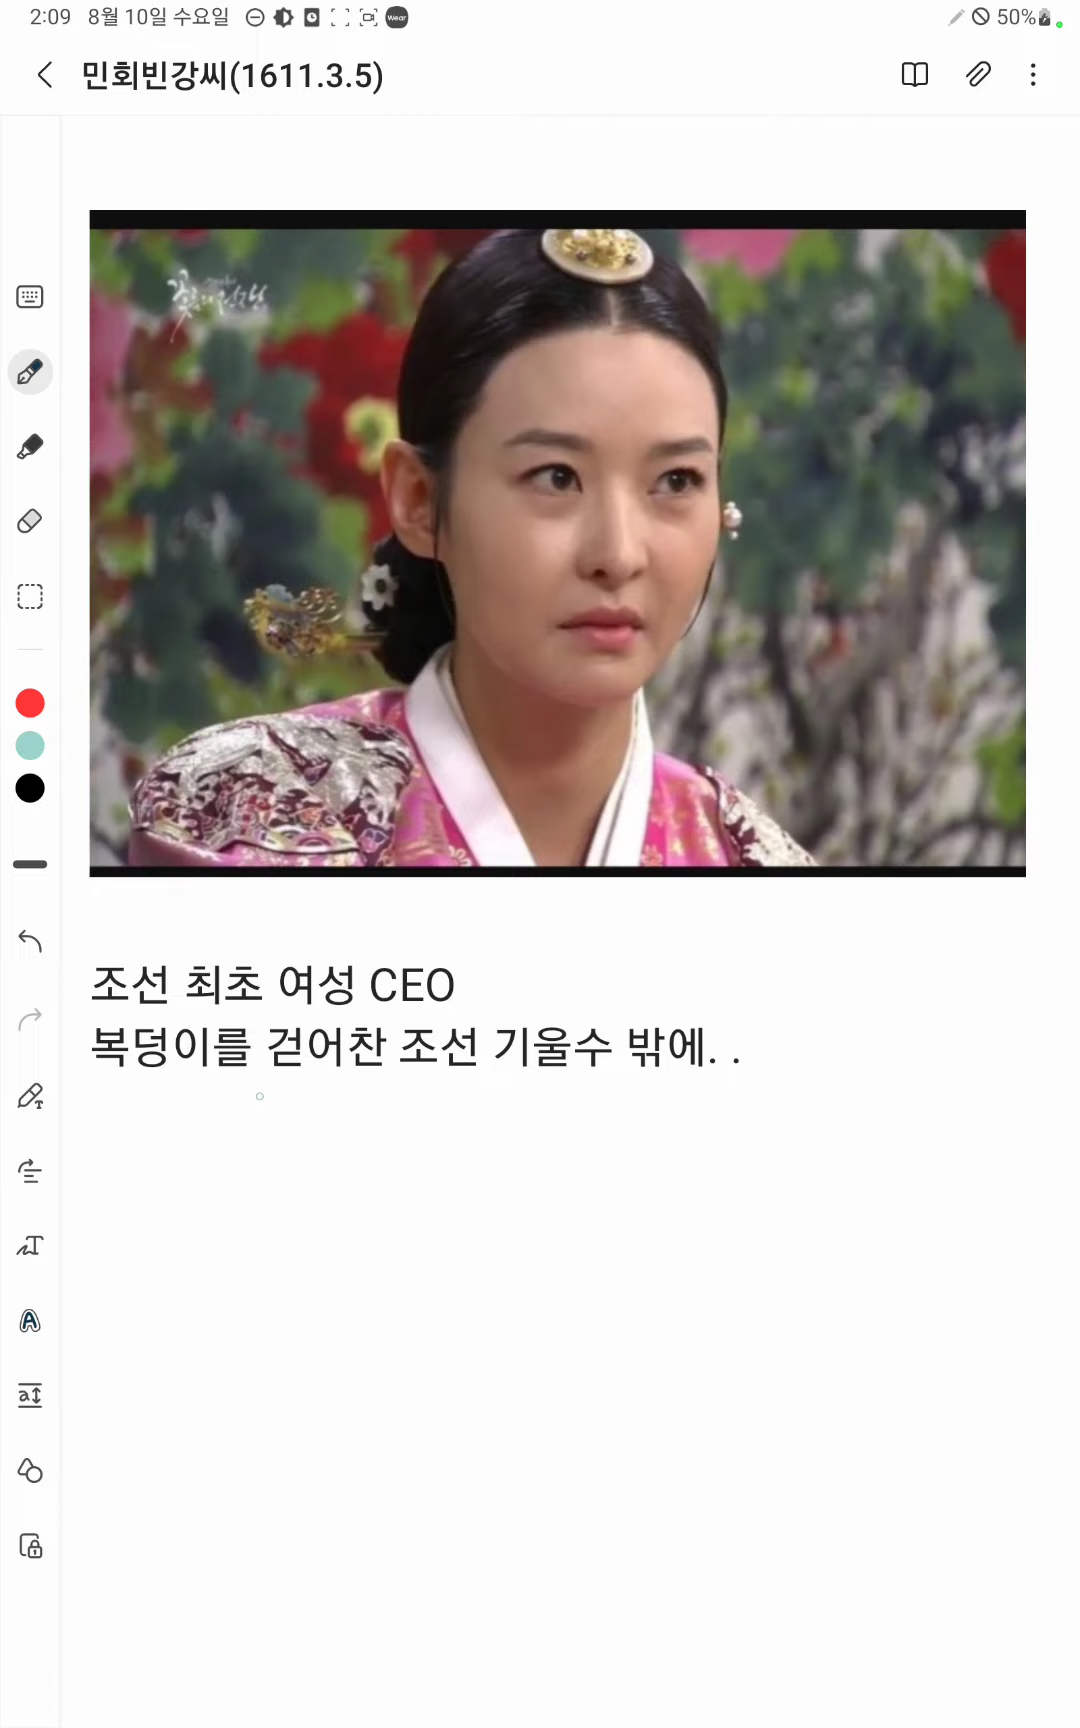 2:09 8월 10일 수요일
Wear
50%
민회빈강씨(1611.3.5)
조선 최초 여성 CEO
복덩이를 걷어찬 조선 기울수 밖에. .